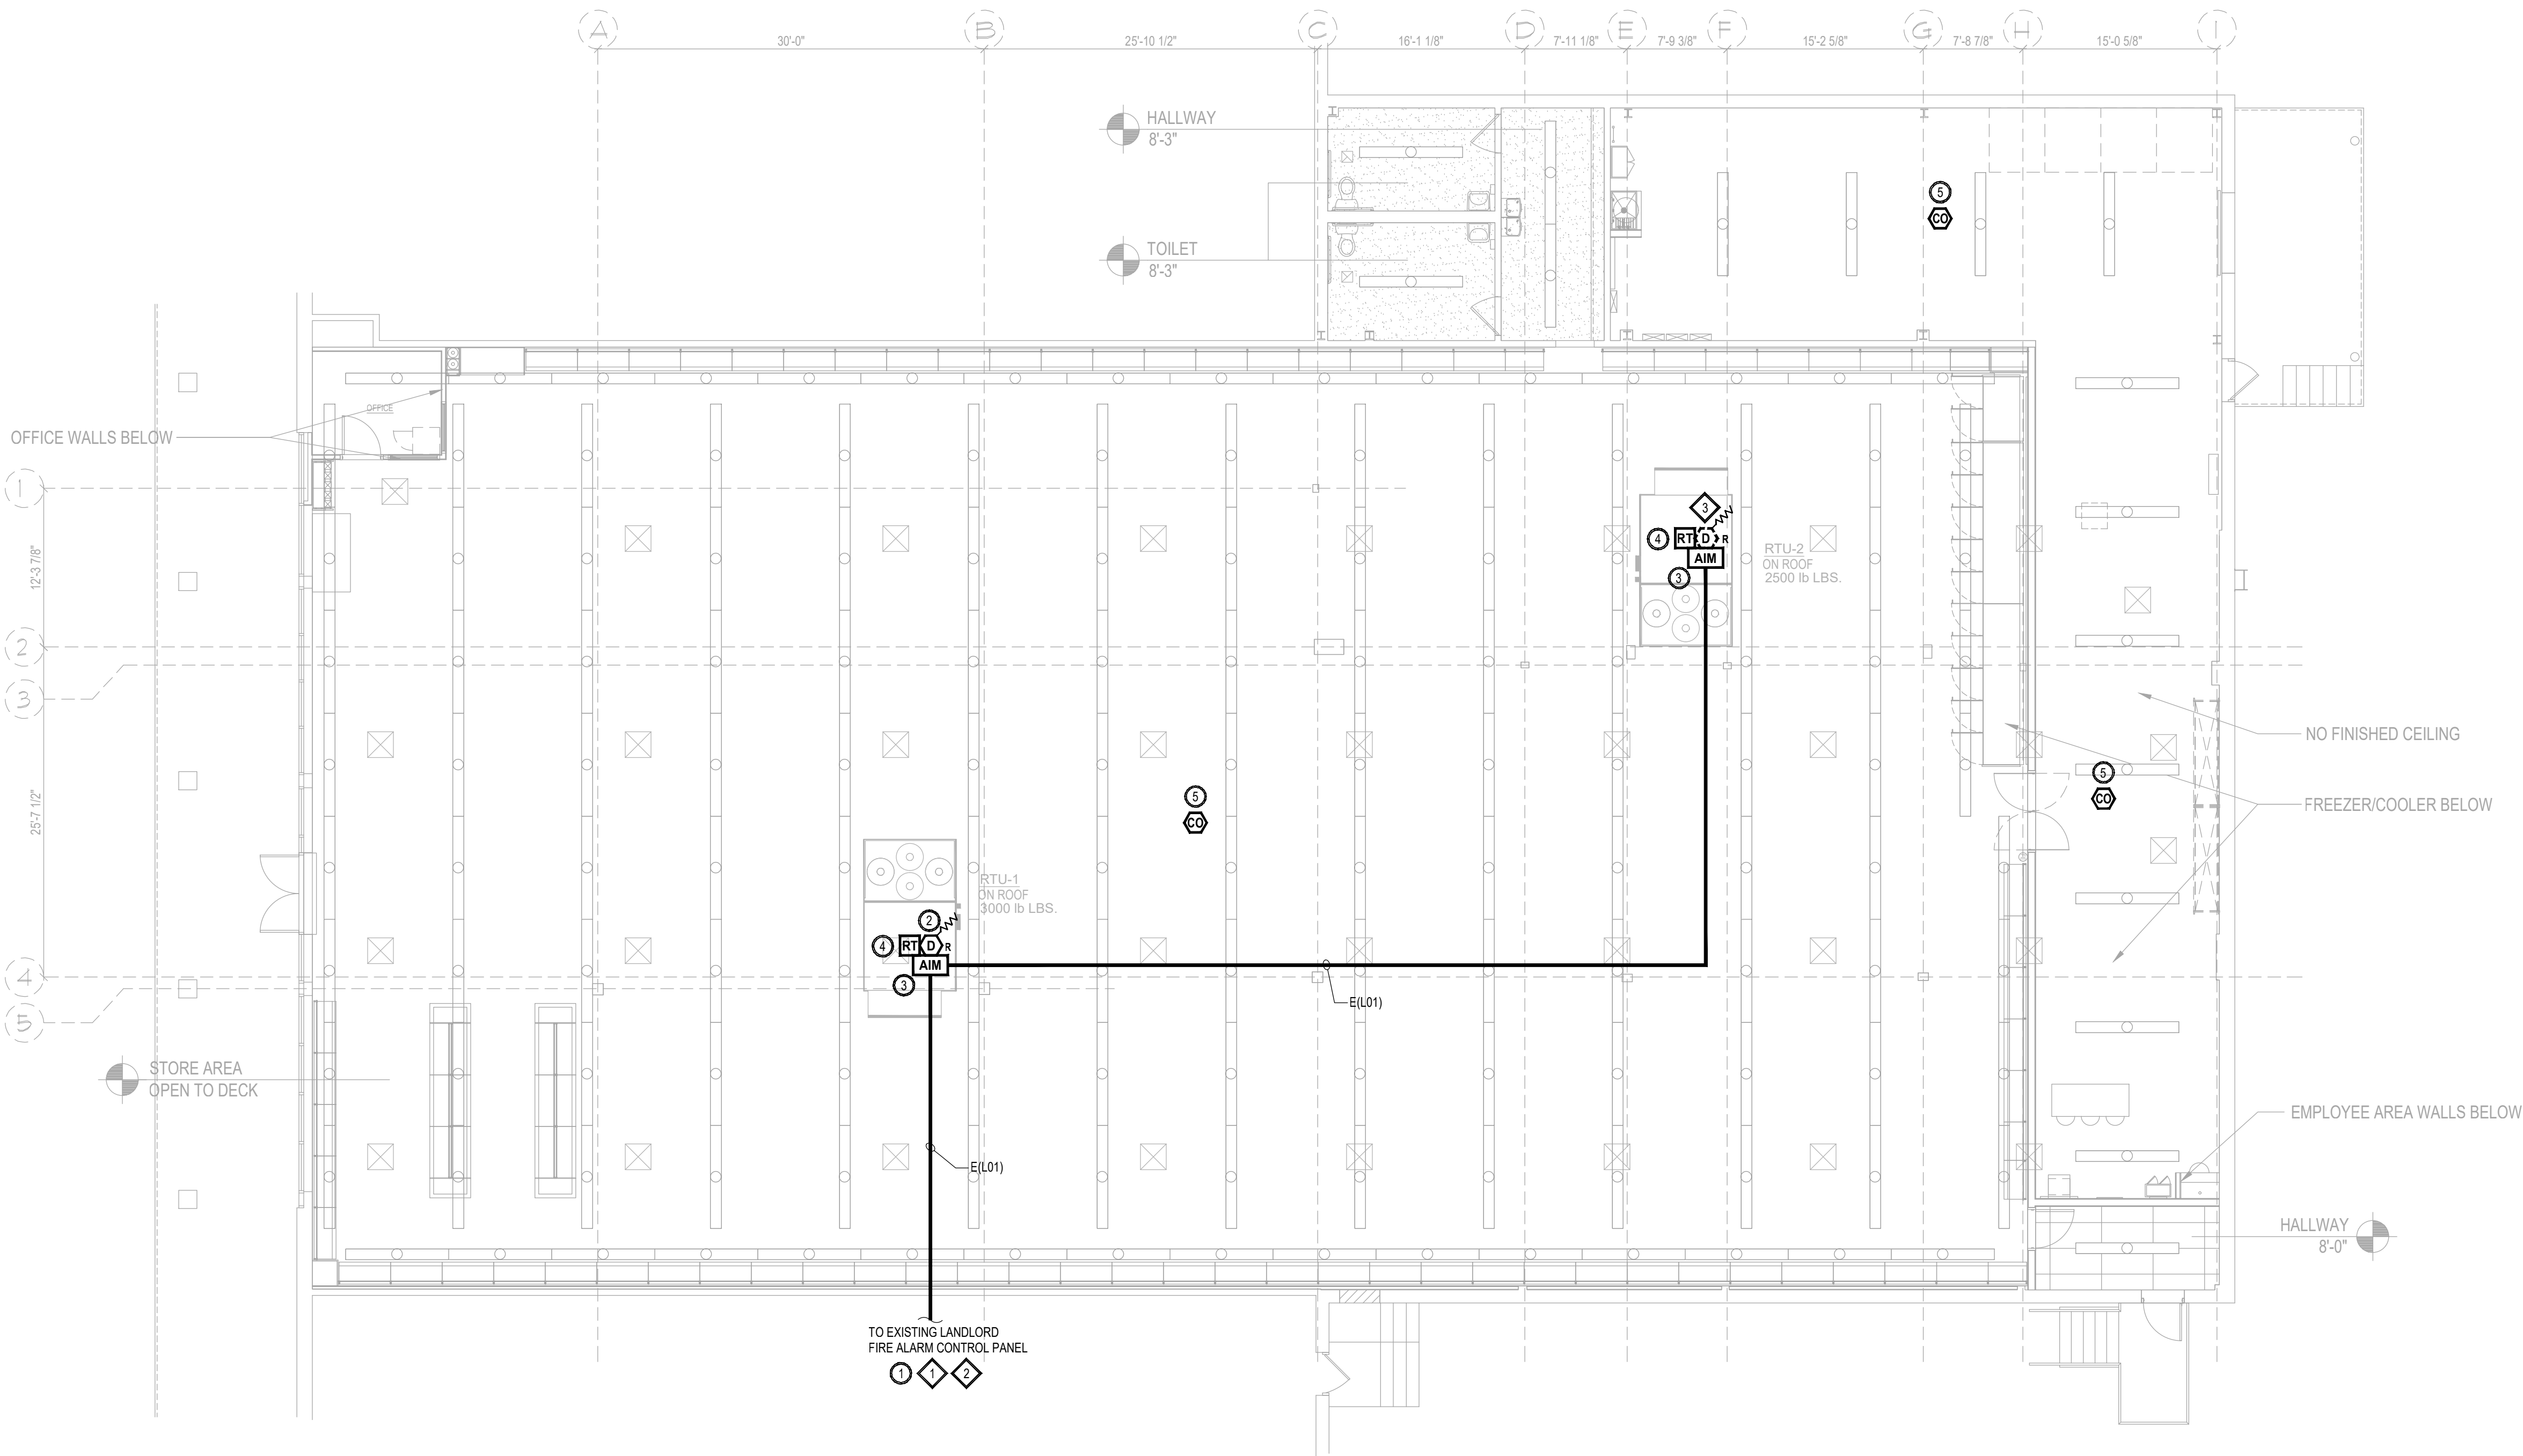 A
B
C
D
E
F
G
H
I
30'-0"
25'-10 1/2"
16'-1 1/8"
7'-11 1/8"
7'-9 3/8"
15'-2 5/8"
7'-8 7/8"
15'-0 5/8"
HALLWAY
8'-3"
TOILET
8'-3"
5
CO
OFFICE
OFFICE WALLS BELOW
1
12'-3 7/8"
2
3
25'-7 1/2"
4
5
3
4
RT
D
R
AIM
3
RTU-2
ON ROOF
2500 lb LBS.
NO FINISHED CEILING
5
CO
FREEZER/COOLER BELOW
5
CO
RTU-1
ON ROOF
3000 lb LBS.
2
4
RT
D
R
AIM
3
E(L01)
E(L01)
STORE AREA
OPEN TO DECK
EMPLOYEE AREA WALLS BELOW
HALLWAY
8'-0"
TO EXISTING LANDLORD
FIRE ALARM CONTROL PANEL
1
1
2